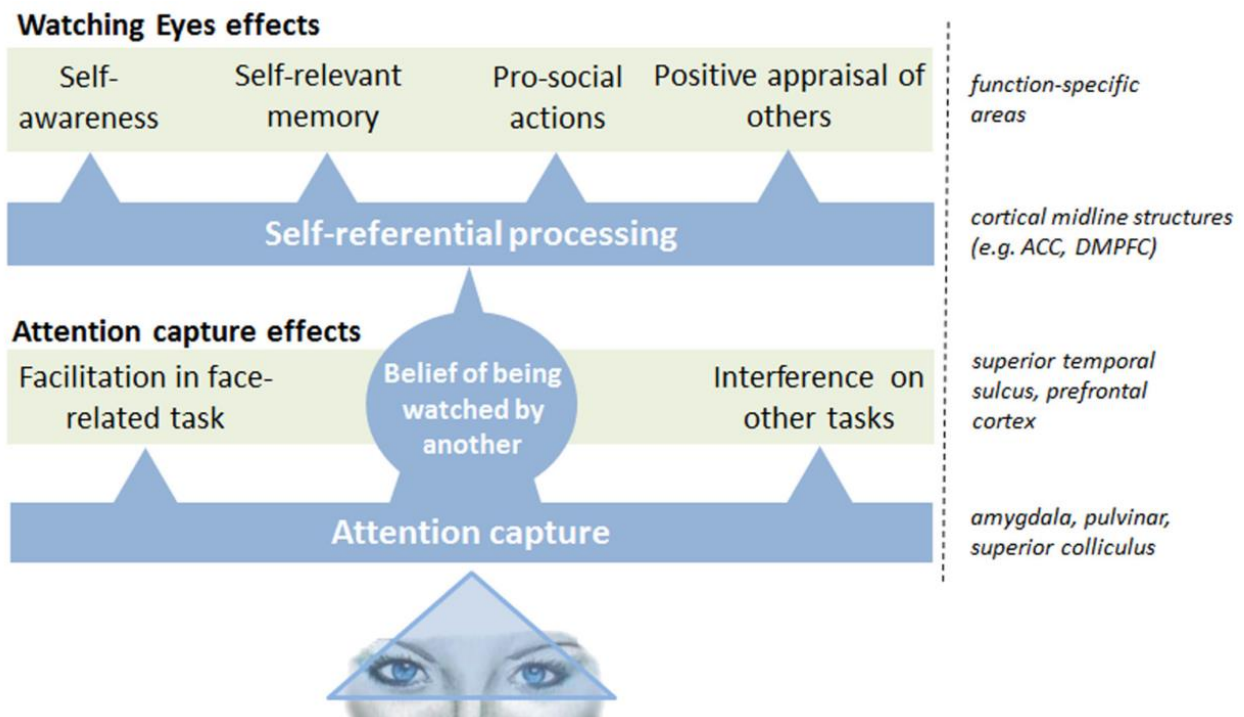 Watching Eyes effects
Self-
awareness
Self-relevant
memory
Pro-social
actions
Positive appraisal of
others
function-specific
areas
Self-referential processing
cortical midline structures
(e.g. ACC, DMPFC)
Attention capture effects
Facilitation in face-
related task
Belief of being
watched by
another
Interference on
other tasks
superior temporal
sulcus, prefrontal
cortex
Attention capture
amygdala, pulvinar,
superior colliculus